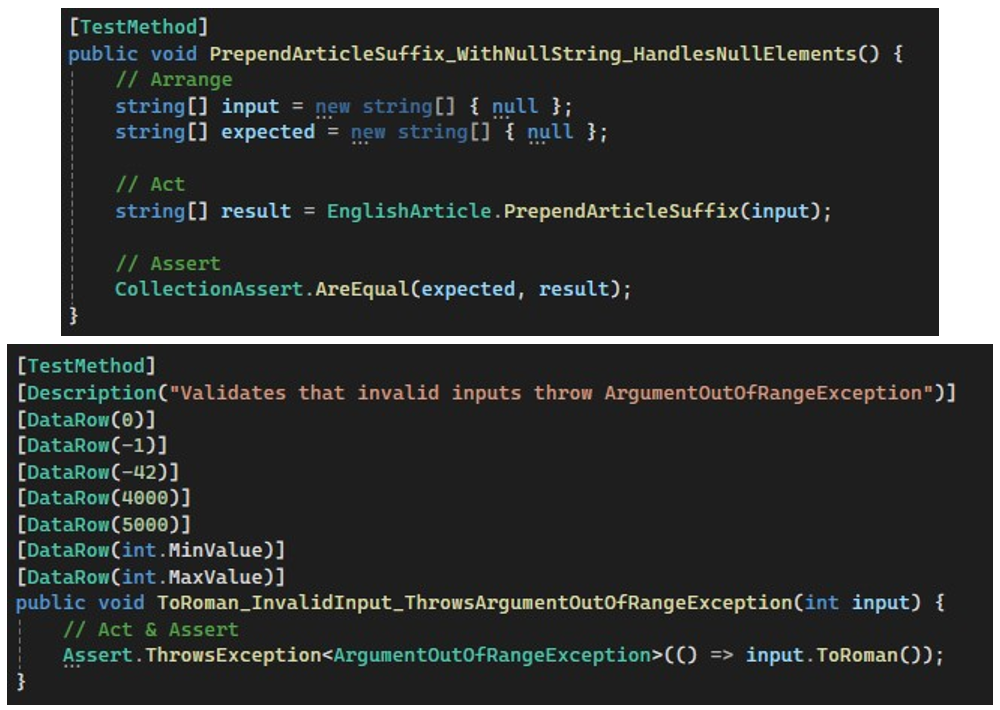 [TestMethod]
public void PrependArticleSuffix_WithNullString_HandlesNullElements() {
// Arrange
string[] input = new string[] { null };
string[] expected = new string[] { null };
// Act
string[] result = EnglishArticle.PrependArticleSuffix(input);
// Assert
CollectionAssert.AreEqual(expected, result);
}
[TestMethod]
[Description("Validates that invalid inputs throw ArgumentOutOfRangeException")]
[DataRow(0)]
[DataRow(-1)]
[DataRow(-42)]
[DataRow(4000)]
[DataRow(5000)]
[DataRow(int.MinValue)]
[DataRow(int.MaxValue)]
public void ToRoman_InvalidInput_ThrowsArgumentOutOfRangeException(int input) {
// Act & Assert
Assert.ThrowsException<ArgumentOutOfRangeException>(() => input.ToRoman());
}